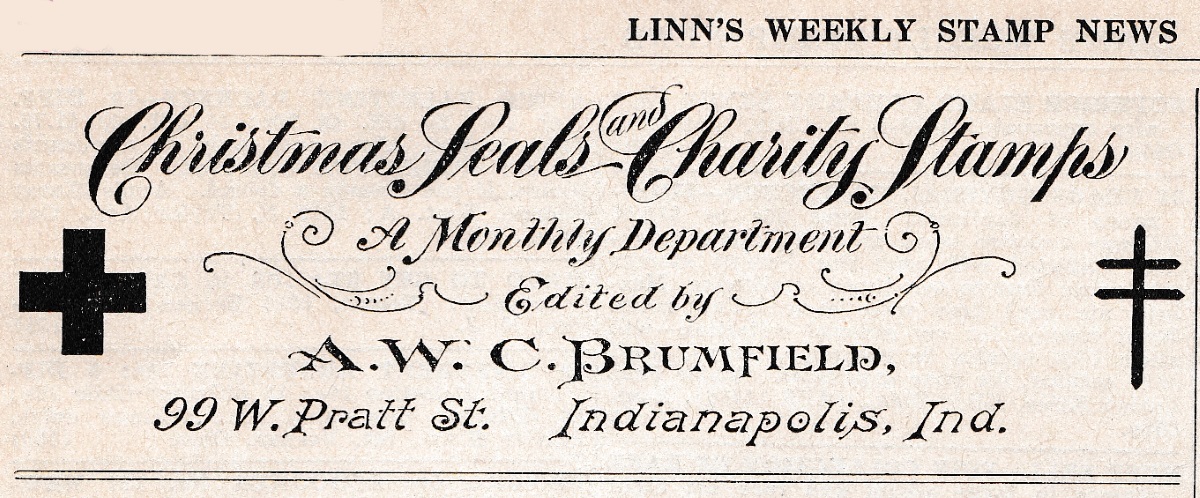 LINN'S WEEKLY STAMP NEWS
Christmas Seals and Charity Stamps
A Monthly Department
Edited by
A. W. C. BRUMFIELD,
99 W. Pratt St. Indianapolis, Ind.